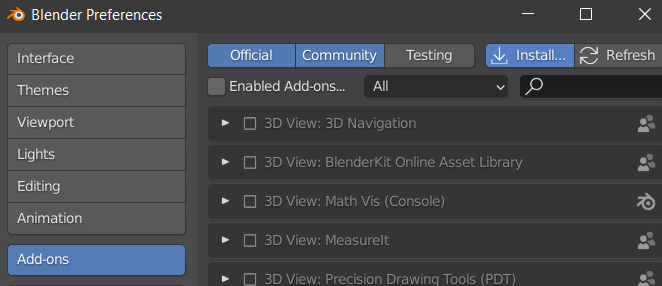 Blender Preferences
Interface
Themes
Viewport
Lights
Editing
Animation
Add-ons
Official Community Testing Install... Refresh
Enabled Add-ons... All
3D View: 3D Navigation
3D View: BlenderKit Online Asset Library
3D View: Math Vis (Console)
3D View: MeasureIt
3D View: Precision Drawing Tools (PDT)